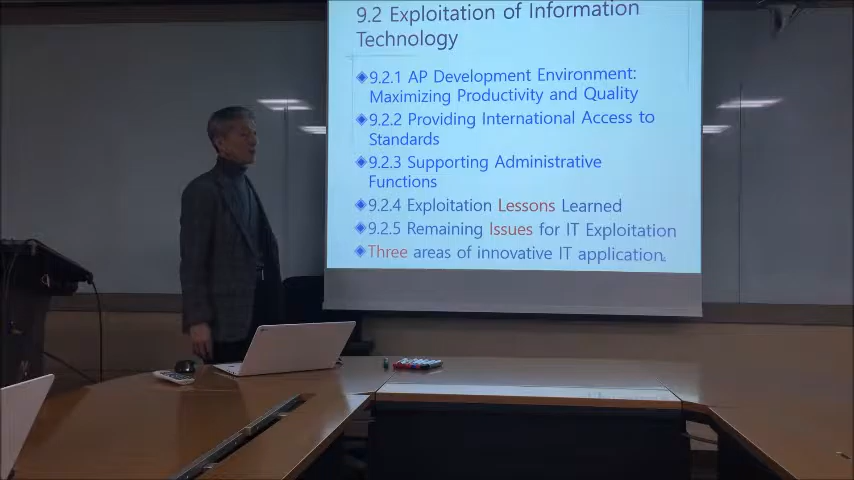 9.2 Exploitation of Information
Technology
9.2.1 AP Development Environment:
Maximizing Productivity and Quality
9.2.2 Providing International Access to
Standards
9.2.3 Supporting Administrative
Functions
9.2.4 Exploitation Lessons Learned
9.2.5 Remaining Issues for IT Exploitation
Three areas of innovative IT application.